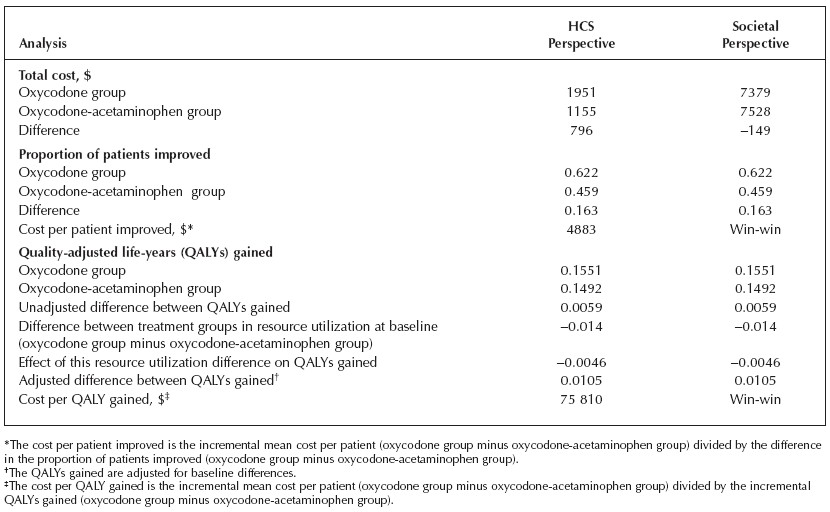 Analysis HCS Perspective Societal Perspective
Total cost, $
Oxycodone group 1951 7379
Oxycodone-acetaminophen group 1155 7528
Difference 796 –149
Proportion of patients improved
Oxycodone group 0.622 0.622
Oxycodone-acetaminophen group 0.459 0.459
Difference 0.163 0.163
Cost per patient improved, $* 4883 Win-win
Quality-adjusted life-years (QALYs) gained
Oxycodone group 0.1551 0.1551
Oxycodone-acetaminophen group 0.1492 0.1492
Unadjusted difference between QALYs gained 0.0059 0.0059
Difference between treatment groups in resource utilization at baseline –0.014 –0.014
(oxycodone group minus oxycodone-acetaminophen group)
Effect of this resource utilization difference on QALYs gained –0.0046 –0.0046
Adjusted difference between QALYs gained† 0.0105 0.0105
Cost per QALY gained, $‡ 75 810 Win-win
*The cost per patient improved is the incremental mean cost per patient (oxycodone group minus oxycodone-acetaminophen group) divided by the difference
in the proportion of patients improved (oxycodone group minus oxycodone-acetaminophen group).
†The QALYs gained are adjusted for baseline differences.
‡The cost per QALY gained is the incremental mean cost per patient (oxycodone group minus oxycodone-acetaminophen group) divided by the incremental
QALYs gained (oxycodone group minus oxycodone-acetaminophen group).